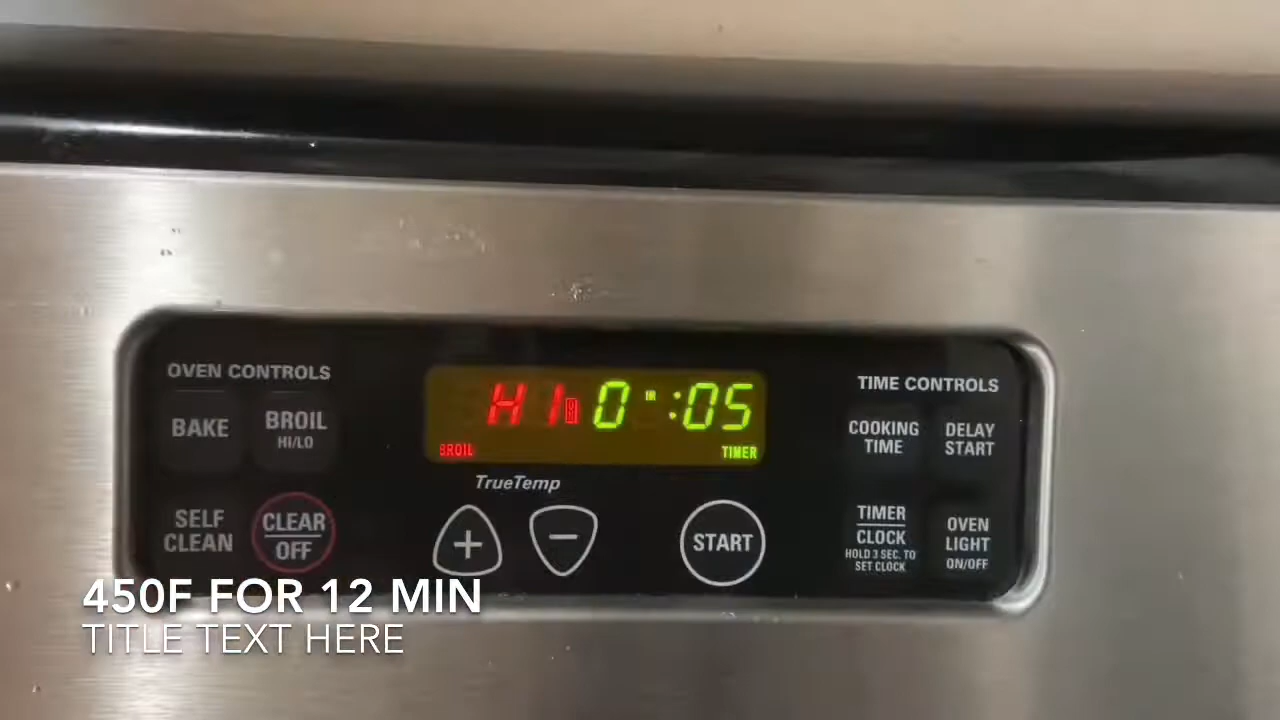 OVEN CONTROLS
BAKE
BROIL
HI/LO
SELF
CLEAN
CLEAR
OFF
HI 0 HR :05
BROIL
TIMER
TrueTemp
+
−
START
TIME CONTROLS
COOKING
TIME
DELAY
START
TIMER
CLOCK
HOLD 3 SEC. TO
SET CLOCK
OVEN
LIGHT
ON/OFF
450F FOR 12 MIN
TITLE TEXT HERE